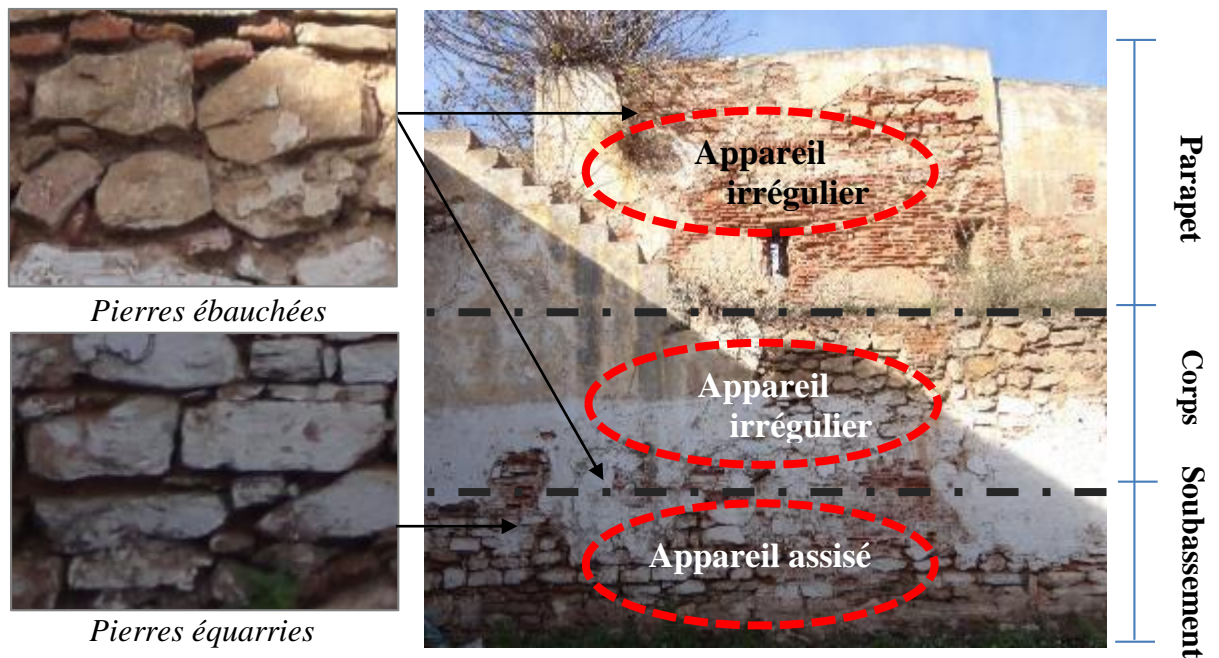 Pierres ébauchées
Pierres équarries
Appareil
irrégulier
Appareil
irrégulier
Appareil assisé
Parapet
Corps
Soubassement